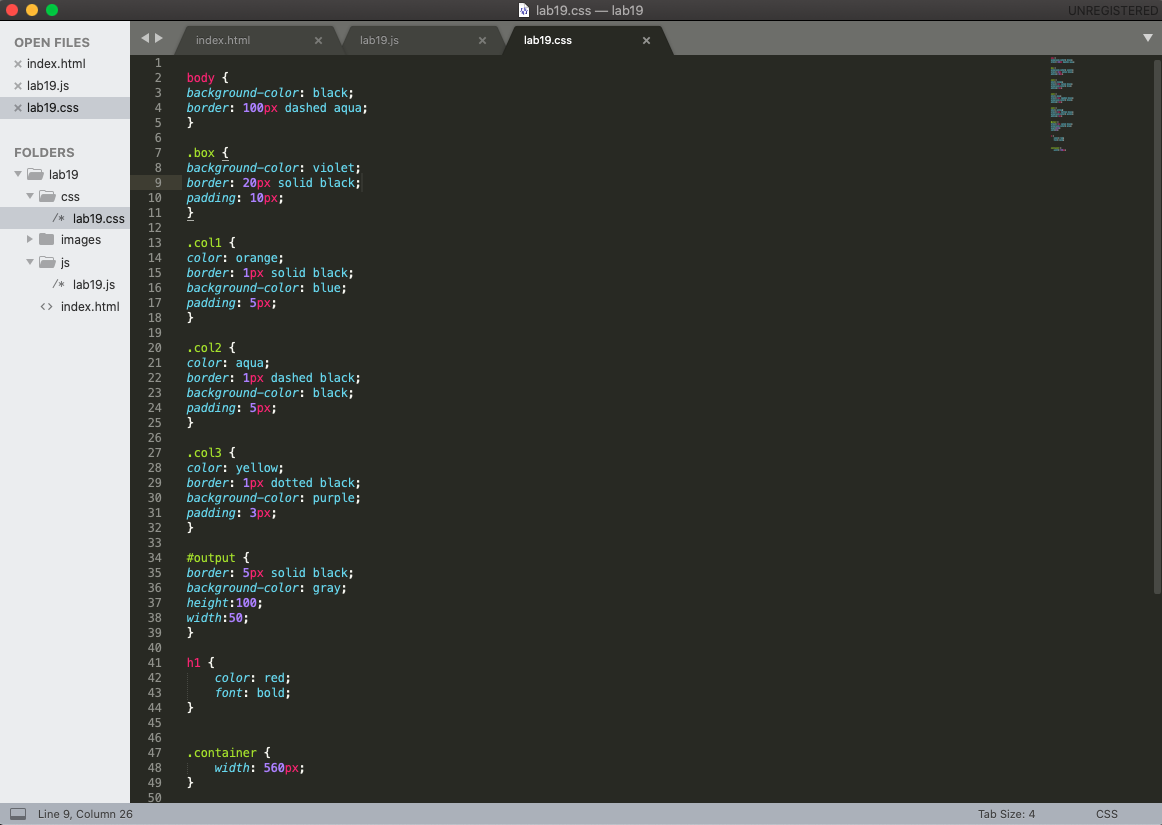 lab19.css — lab19
UNREGISTERED
OPEN FILES
index.html
lab19.js
lab19.css
FOLDERS
lab19
css
/* lab19.css
images
js
/* lab19.js
<> index.html
index.html ×
lab19.js ×
lab19.css ×
1
2 body {
3 background-color: black;
4 border: 100px dashed aqua;
5 }
6
7 .box {
8 background-color: violet;
9 border: 20px solid black;
10 padding: 10px;
11 }
12
13 .col1 {
14 color: orange;
15 border: 1px solid black;
16 background-color: blue;
17 padding: 5px;
18 }
19
20 .col2 {
21 color: aqua;
22 border: 1px dashed black;
23 background-color: black;
24 padding: 5px;
25 }
26
27 .col3 {
28 color: yellow;
29 border: 1px dotted black;
30 background-color: purple;
31 padding: 3px;
32 }
33
34 #output {
35 border: 5px solid black;
36 background-color: gray;
37 height:100;
38 width:50;
39 }
40
41 h1 {
42     color: red;
43     font: bold;
44 }
45
46
47 .container {
48     width: 560px;
49 }
50
Line 9, Column 26
Tab Size: 4
CSS